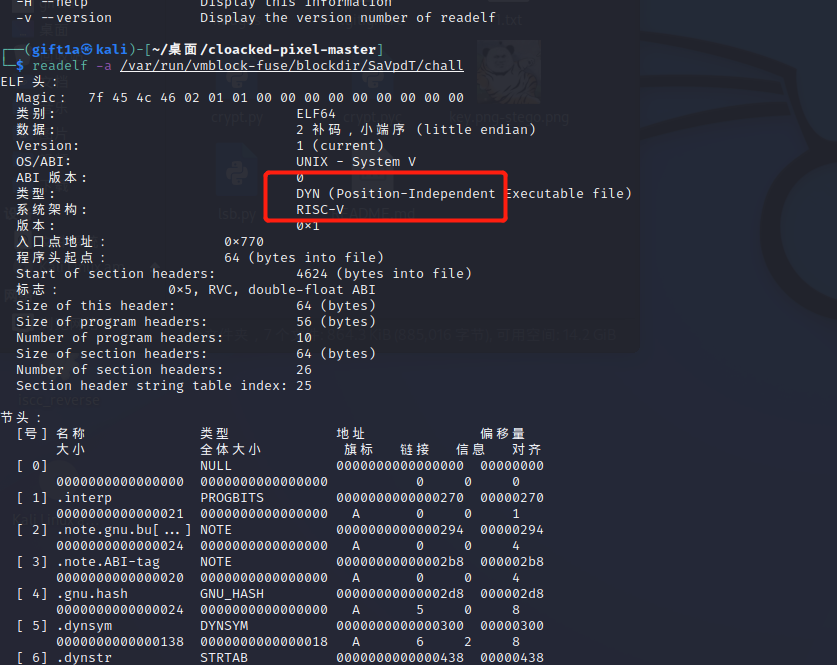 -H --help              Display this information
-v --version           Display the version number of readelf
┌──(gift1a㉿kali)-[~/桌面/cloacked-pixel-master]
└─$ readelf -a /var/run/vmblock-fuse/blockdir/SaVpdT/chall
ELF 头：
Magic： 7f 45 4c 46 02 01 01 00 00 00 00 00 00 00 00 00
类别: ELF64
数据: 2 补码，小端序 (little endian)
Version: 1 (current)
OS/ABI: UNIX - System V
ABI 版本: 0
类型: DYN (Position-Independent Executable file)
系统架构: RISC-V
版本: 0×1
入口点地址： 0×770
程序头起点： 64 (bytes into file)
Start of section headers: 4624 (bytes into file)
标志： 0×5, RVC, double-float ABI
Size of this header: 64 (bytes)
Size of program headers: 56 (bytes)
Number of program headers: 10
Size of section headers: 64 (bytes)
Number of section headers: 26
Section header string table index: 25
节头：
[号] 名称 类型 地址 偏移量
大小 全体大小 旗标 链接 信息 对齐
[ 0] NULL 0000000000000000 00000000
0000000000000000 0000000000000000 0 0 0
[ 1] .interp PROGBITS 0000000000000270 00000270
0000000000000021 0000000000000000 A 0 0 1
[ 2] .note.gnu.bu[...] NOTE 0000000000000294 00000294
0000000000000024 0000000000000000 A 0 0 4
[ 3] .note.ABI-tag NOTE 00000000000002b8 000002b8
0000000000000020 0000000000000000 A 0 0 4
[ 4] .gnu.hash GNU_HASH 00000000000002d8 000002d8
0000000000000024 0000000000000000 A 5 0 8
[ 5] .dynsym DYNSYM 0000000000000300 00000300
0000000000000138 0000000000000018 A 6 2 8
[ 6] .dynstr STRTAB 0000000000000438 00000438